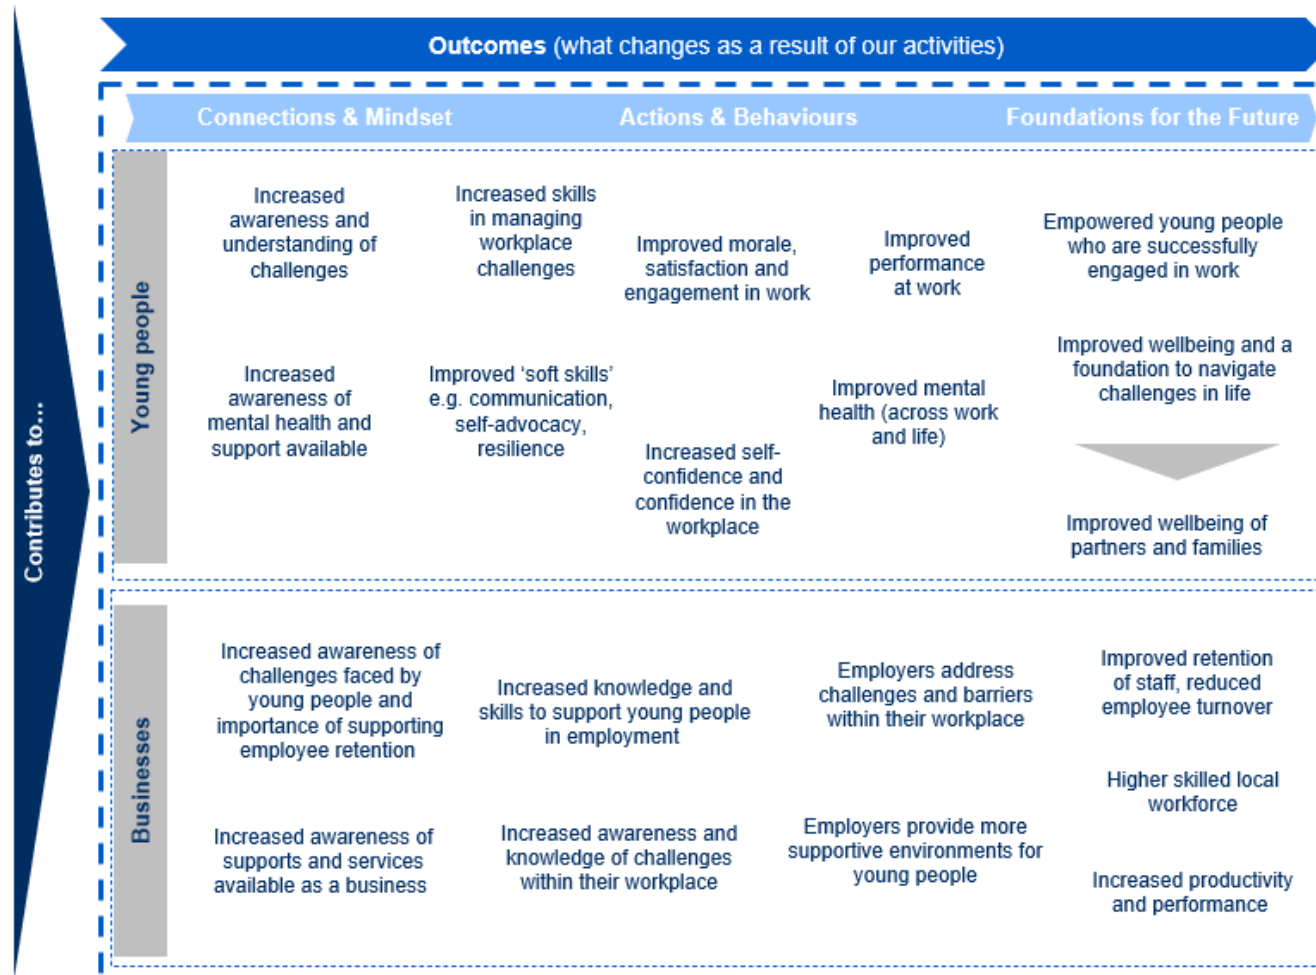 Outcomes (what changes as a result of our activities)
Connections & Mindset
Actions & Behaviours
Foundations for the Future
Contributes to...
Young people
Increased
awareness and
understanding of
challenges
Increased skills
in managing
workplace
challenges
Improved morale,
satisfaction and
engagement in work
Improved
performance
at work
Empowered young people
who are successfully
engaged in work
Increased
awareness of
mental health and
support available
Improved ‘soft skills’
e.g. communication,
self-advocacy,
resilience
Increased self-
confidence and
confidence in the
workplace
Improved mental
health (across work
and life)
Improved wellbeing and a
foundation to navigate
challenges in life
Improved wellbeing of
partners and families
Businesses
Increased awareness of
challenges faced by
young people and
importance of supporting
employee retention
Increased knowledge and
skills to support young people
in employment
Employers address
challenges and barriers
within their workplace
Improved retention
of staff, reduced
employee turnover
Higher skilled local
workforce
Increased awareness of
supports and services
available as a business
Increased awareness and
knowledge of challenges
within their workplace
Employers provide more
supportive environments for
young people
Increased productivity
and performance